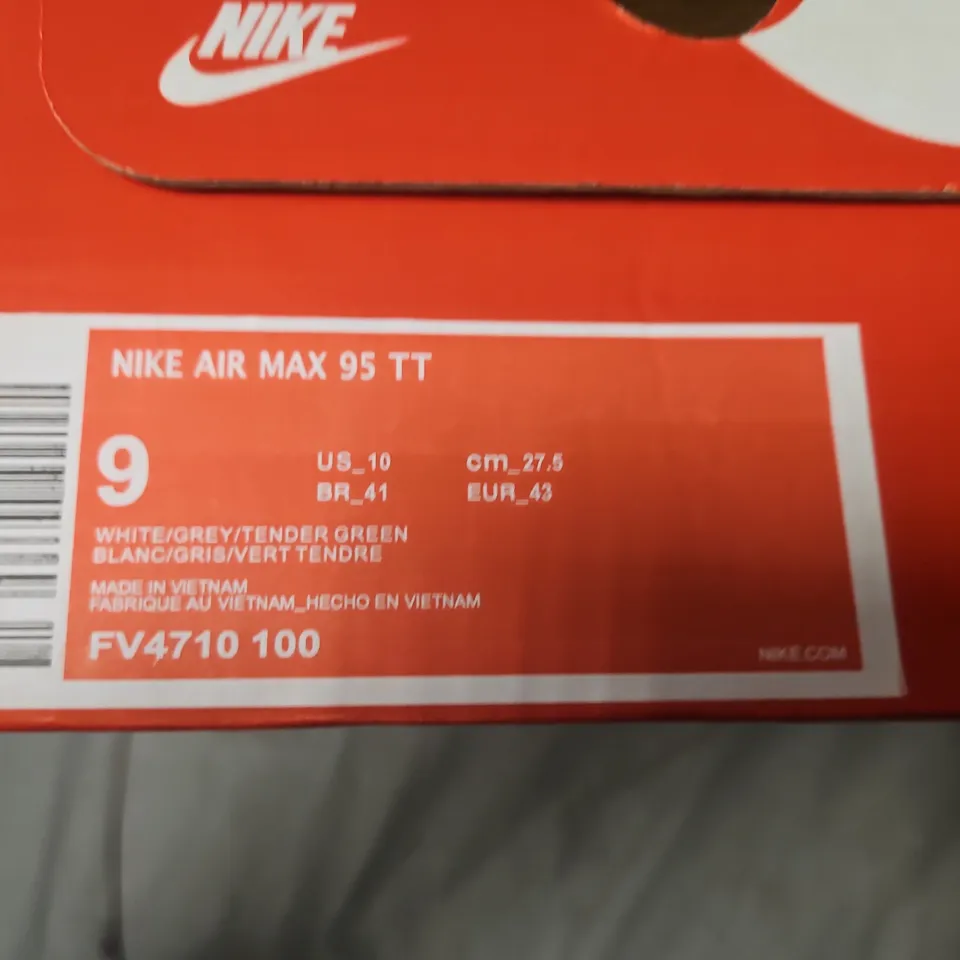 NIKE
NIKE AIR MAX 95 TT
9
US_10 cm_27.5
BR_41 EUR_43
WHITE/GREY/TENDER GREEN
BLANC/GRIS/VERT TENDRE
MADE IN VIETNAM
FABRIQUE AU VIETNAM_HECHO EN VIETNAM
FV4710 100
NIKE.COM